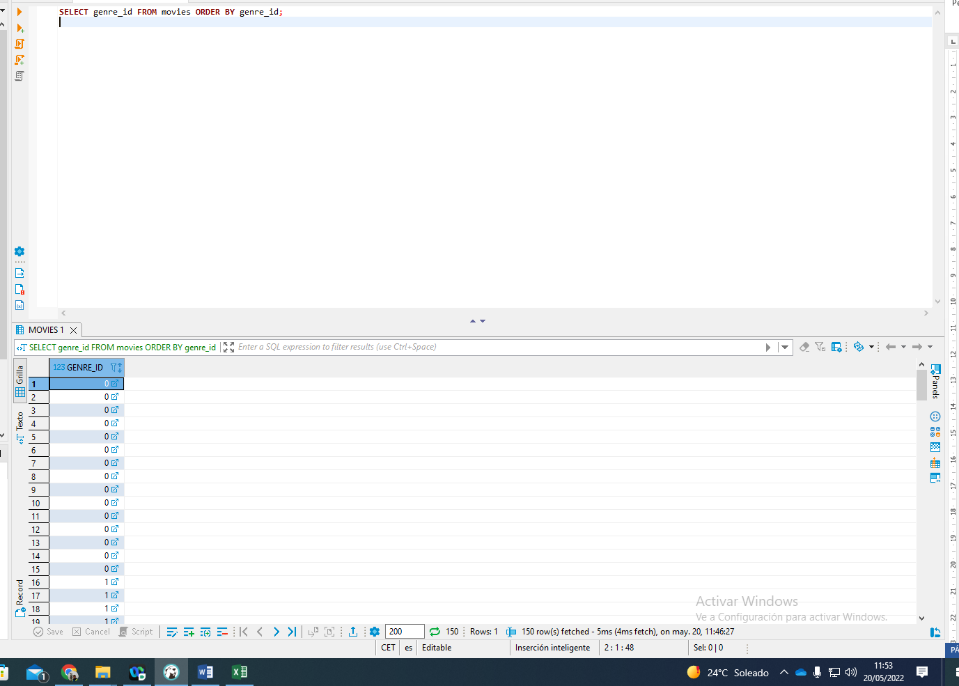 SELECT genre_id FROM movies ORDER BY genre_id;
MOVIES 1
SELECT genre_id FROM movies ORDER BY genre_id
Enter a SQL expression to filter results (use Ctrl+Space)
Grilla
Texto
Record
123 GENRE_ID
1 0
2 0
3 0
4 0
5 0
6 0
7 0
8 0
9 0
10 0
11 0
12 0
13 0
14 0
15 0
16 1
17 1
18 1
19 1
Panels
Activar Windows
Ve a Configuración para activar Windows.
Save Cancel Script 200 150 Rows: 1 150 row(s) fetched - 5ms (4ms fetch), on may. 20, 11:46:27
CET es Editable Inserción inteligente 2 : 1 : 48 Sel: 0 | 0
24°C Soleado
11:53
20/05/2022